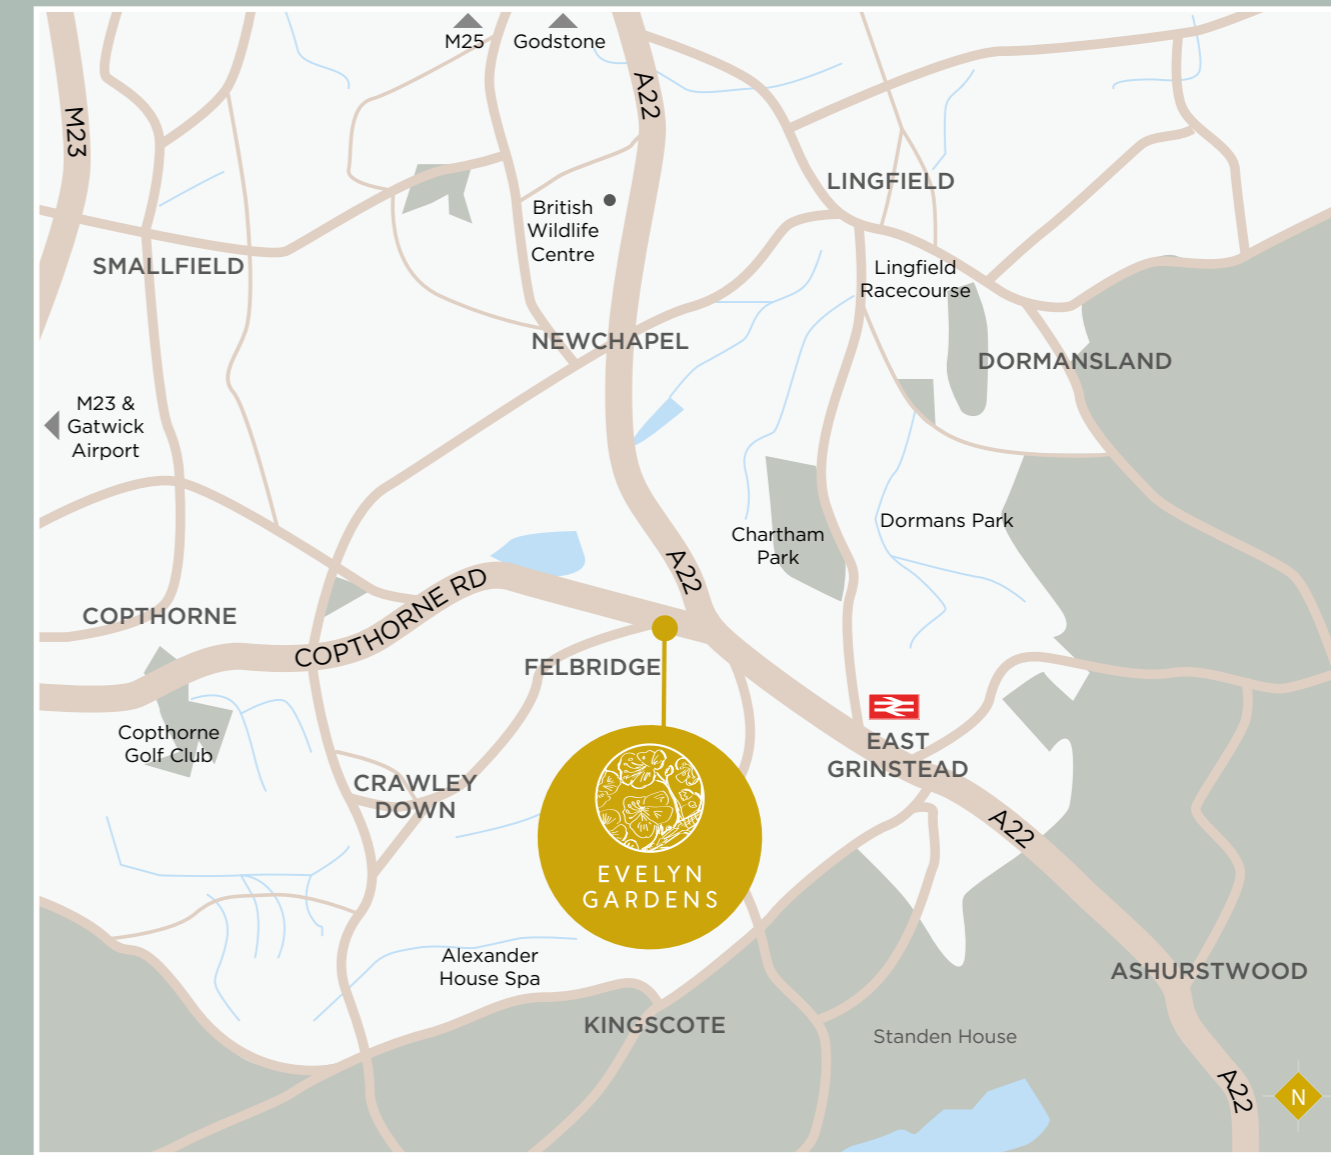 M25
Godstone
A22
M23
LINGFIELD
British
Wildlife
Centre
SMALLFIELD
Lingfield
Racecourse
NEWCHAPEL
DORMANSLAND
M23 &
Gatwick
Airport
Chartham
Park
Dormans Park
A22
COPTHORNE RD
COPTHORNE
FELBRIDGE
Copthorne
Golf Club
EAST
GRINSTEAD
CRAWLEY
DOWN
A22
EVELYN
GARDENS
Alexander
House Spa
ASHURSTWOOD
KINGSCOTE
Standen House
A22
N